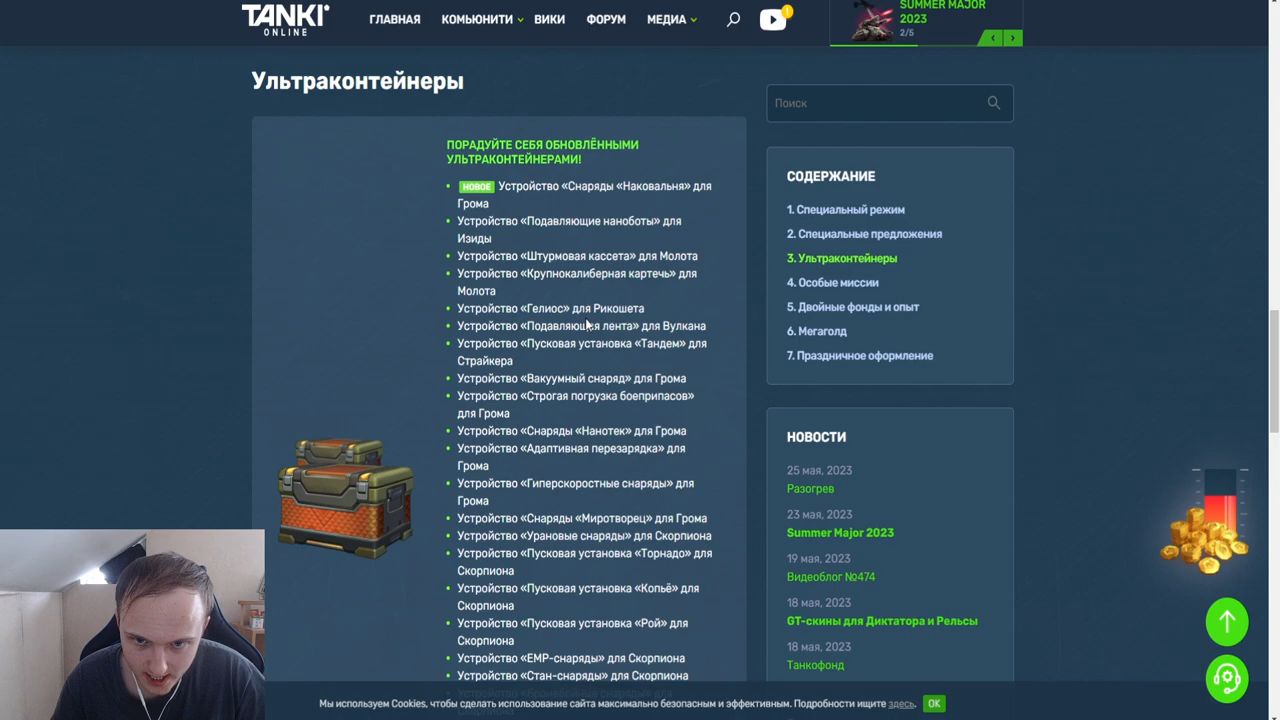 TANKI
ONLINE
ГЛАВНАЯ
КОМЬЮНИТИ
ВИКИ
ФОРУМ
МЕДИА
!
SUMMER MAJOR
2023
2/5
Ультраконтейнеры
ПОРАДУЙТЕ СЕБЯ ОБНОВЛЁННЫМИ
УЛЬТРАКОНТЕЙНЕРАМИ!
НОВОЕ Устройство «Снаряды «Наковальня» для
Грома
Устройство «Подавляющие наноботы» для
Изиды
Устройство «Штурмовая кассета» для Молота
Устройство «Крупнокалиберная картечь» для
Молота
Устройство «Гелиос» для Рикошета
Устройство «Подавляющая лента» для Вулкана
Устройство «Пусковая установка «Тандем» для
Страйкера
Устройство «Вакуумный снаряд» для Грома
Устройство «Строгая погрузка боеприпасов»
для Грома
Устройство «Снаряды «Нанотек» для Грома
Устройство «Адаптивная перезарядка» для
Грома
Устройство «Гиперскоростные снаряды» для
Грома
Устройство «Снаряды «Миротворец» для Грома
Устройство «Урановые снаряды» для Скорпиона
Устройство «Пусковая установка «Торнадо» для
Скорпиона
Устройство «Пусковая установка «Копьё» для
Скорпиона
Устройство «Пусковая установка «Рой» для
Скорпиона
Устройство «EMP-снаряды» для Скорпиона
Устройство «Стан-снаряды» для Скорпиона
Устройство «Бронебойные снаряды» для
Поиск
СОДЕРЖАНИЕ
1. Специальный режим
2. Специальные предложения
3. Ультраконтейнеры
4. Особые миссии
5. Двойные фонды и опыт
6. Мегаголд
7. Праздничное оформление
НОВОСТИ
25 мая, 2023
Разогрев
23 мая, 2023
Summer Major 2023
19 мая, 2023
Видеоблог №474
18 мая, 2023
GT-скины для Диктатора и Рельсы
18 мая, 2023
Танкофонд
Мы используем Cookies, чтобы сделать использование сайта максимально безопасным и эффективным. Подробности ищите здесь.
OK